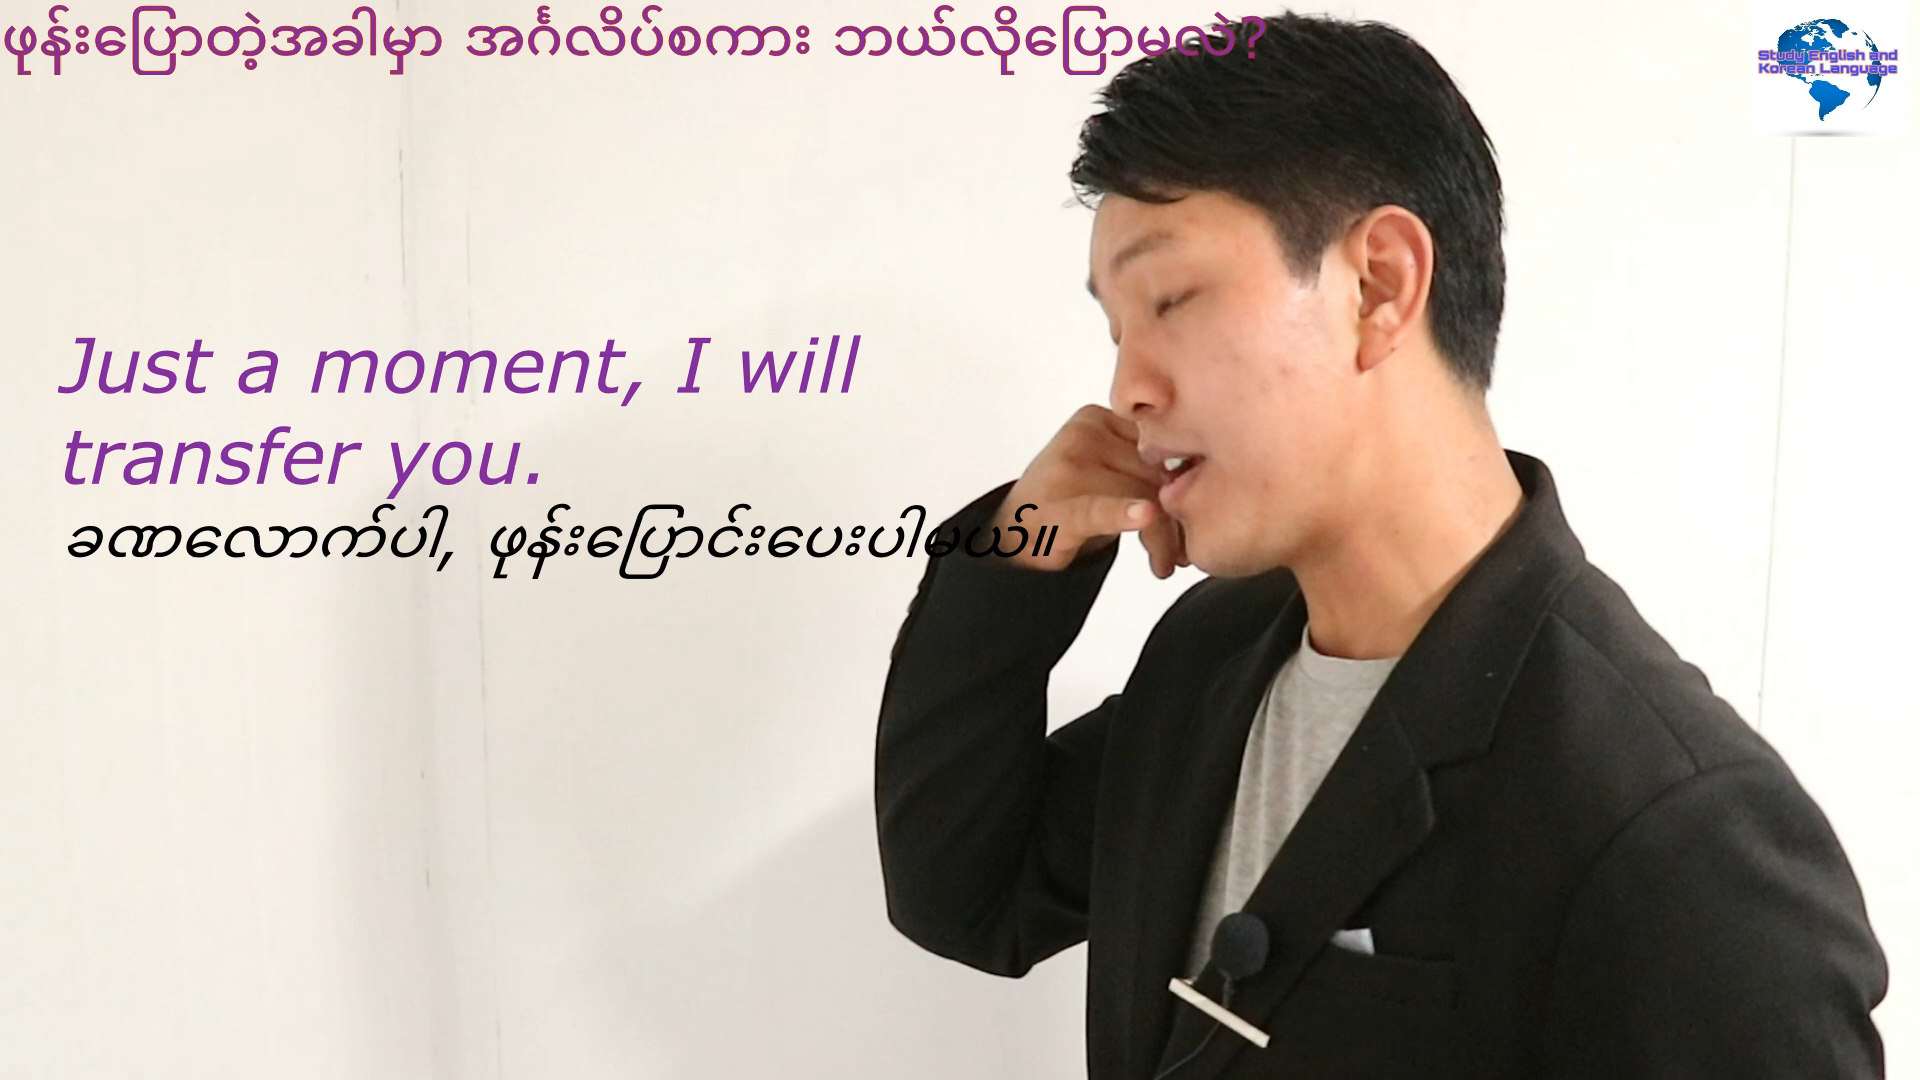 ဖုန်းပြောတဲ့အခါမှာ အင်္ဂလိပ်စကား ဘယ်လိုပြောမလဲ?
Study English and
Korean Language
Just a moment, I will
transfer you.
ခဏလောက်ပါ, ဖုန်းပြောင်းပေးပါမယ်။